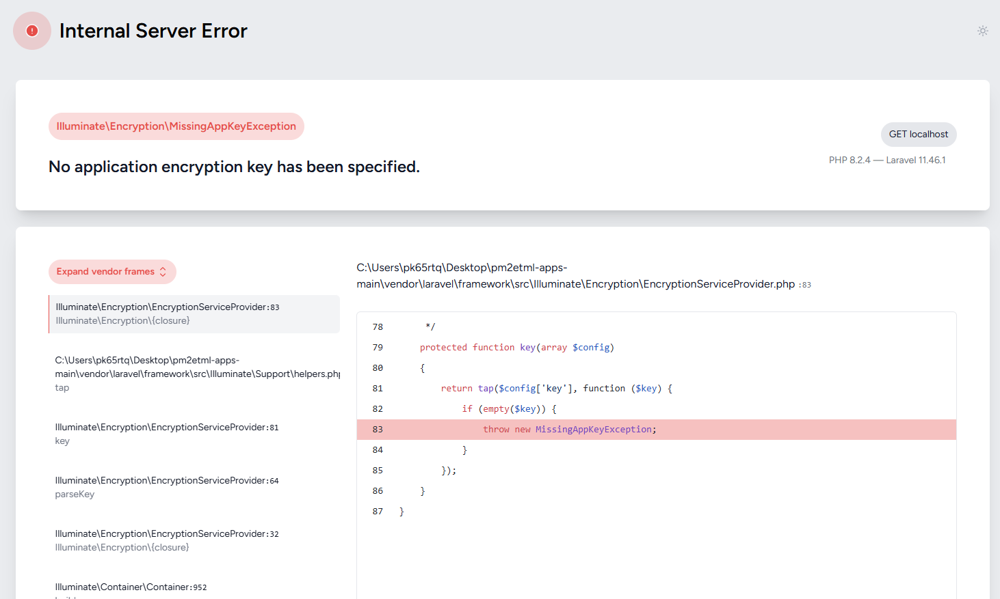 Internal Server Error
Illuminate\Encryption\MissingAppKeyException
GET localhost
No application encryption key has been specified.
PHP 8.2.4 — Laravel 11.46.1
Expand vendor frames
Illuminate\Encryption\EncryptionServiceProvider:83
Illuminate\Encryption\{closure}
C:\Users\pk65rtq\Desktop\pm2etml-apps-
main\vendor\laravel\framework\src\Illuminate\Support\helpers.php
tap
Illuminate\Encryption\EncryptionServiceProvider:81
key
Illuminate\Encryption\EncryptionServiceProvider:64
parseKey
Illuminate\Encryption\EncryptionServiceProvider:32
Illuminate\Encryption\{closure}
Illuminate\Container\Container:952
C:\Users\pk65rtq\Desktop\pm2etml-apps-
main\vendor\laravel\framework\src\Illuminate\Encryption\EncryptionServiceProvider.php :83
78 */
79 protected function key(array $config)
80 {
81 return tap($config['key'], function ($key) {
82 if (empty($key)) {
83 throw new MissingAppKeyException;
84 }
85 });
86 }
87 }